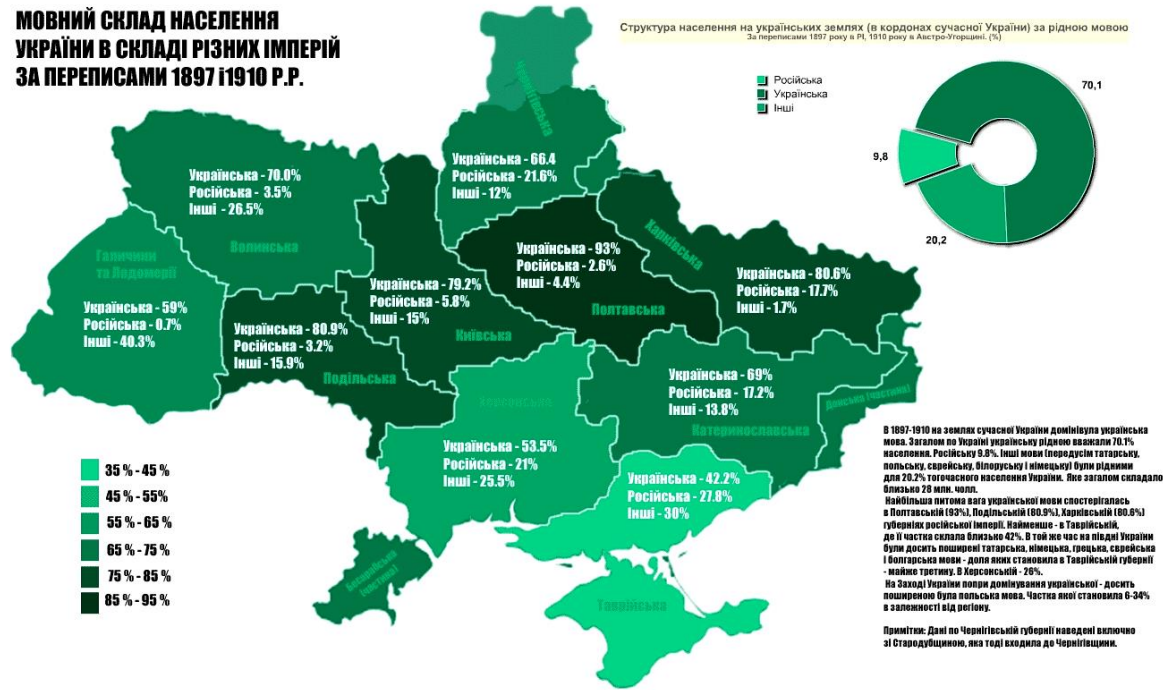 МОВНИЙ СКЛАД НАСЕЛЕННЯ
УКРАЇНИ В СКЛАДІ РІЗНИХ ІМПЕРІЙ
ЗА ПЕРЕПИСАМИ 1897 і1910 Р.Р.
Структура населення на українських землях (в кордонах сучасної України) за рідною мовою
За переписами 1897 року в РІ, 1910 року в Австро-Угорщині. (%)
Російська
Українська
Інші
70,1
9,8
20,2
Чернігівська
Українська - 66.4
Російська - 21.6%
Інші - 12%
Українська - 70.0%
Російська - 3.5%
Інші - 26.5%
Волинська
Галичини
та Лодомерії
Українська - 59%
Російська - 0.7%
Інші - 40.3%
Українська - 80.9%
Російська - 3.2%
Інші - 15.9%
Подільська
Українська - 79.2%
Російська - 5.8%
Інші - 15%
Київська
Українська - 93%
Російська - 2.6%
Інші - 4.4%
Полтавська
Харківська
Українська - 80.6%
Російська - 17.7%
Інші - 1.7%
Українська - 69%
Російська - 17.2%
Інші - 13.8%
Катеринославська
Донська (частина)
Херсонська
Українська - 53.5%
Російська - 21%
Інші - 25.5%
Українська - 42.2%
Російська - 27.8%
Інші - 30%
Таврійська
Бесарабська
(частина)
35 % - 45 %
45 % - 55%
55 % - 65 %
65 % - 75 %
75 % - 85 %
85 % - 95 %
В 1897-1910 на землях сучасної України домінівула українська
мова. Загалом по Україні українську рідною вважали 70.1%
населення. Російську 9.8%. Інші мови (передусім татарську,
польську, єврейську, білоруську і німецьку) були рідними
для 20.2% тогочасного населення України. Яке загалом складало
близько 28 млн. чолл.
Найбільша питома вага української мови спостерігалась
в Полтавській (93%), Подільській (80.9%), Харківській (80.6%)
губерніях російської імперії. Найменше - в Таврійській,
де її частка склала близько 42%. В той же час на півдні України
були досить поширені татарська, німецька, грецька, єврейська
і болгарська мова - доля яких становила в Таврійській губернії
- майже третину. В Херсонській - 26%.
На Заході України попри домінування української - досить
поширеною була польська мова. Частка якої становила 6-34%
в залежності від регіону.
Примітки: Дані по Чернігівській губернії наведені включно
зі Стародубщиною, яка тоді входила до Чернігівщини.